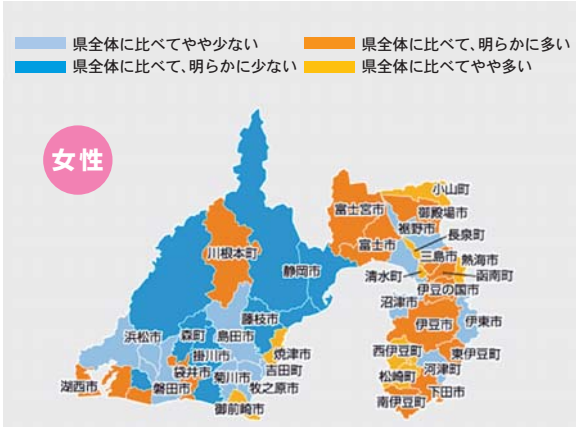 県全体に比べてやや少ない
県全体に比べて、明らかに多い
県全体に比べて、明らかに少ない
県全体に比べてやや多い
女性
小山町
富士宮市
御殿場市
裾野市
長泉町
富士市
川根本町
三島市
熱海市
静岡市
清水町
函南町
伊豆の国市
沼津市
藤枝市
伊豆市
伊東市
浜松市
森町
島田市
掛川市
焼津市
西伊豆町
東伊豆町
袋井市
吉田町
河津町
湖西市
磐田市
菊川市
牧之原市
松崎町
下田市
御前崎市
南伊豆町